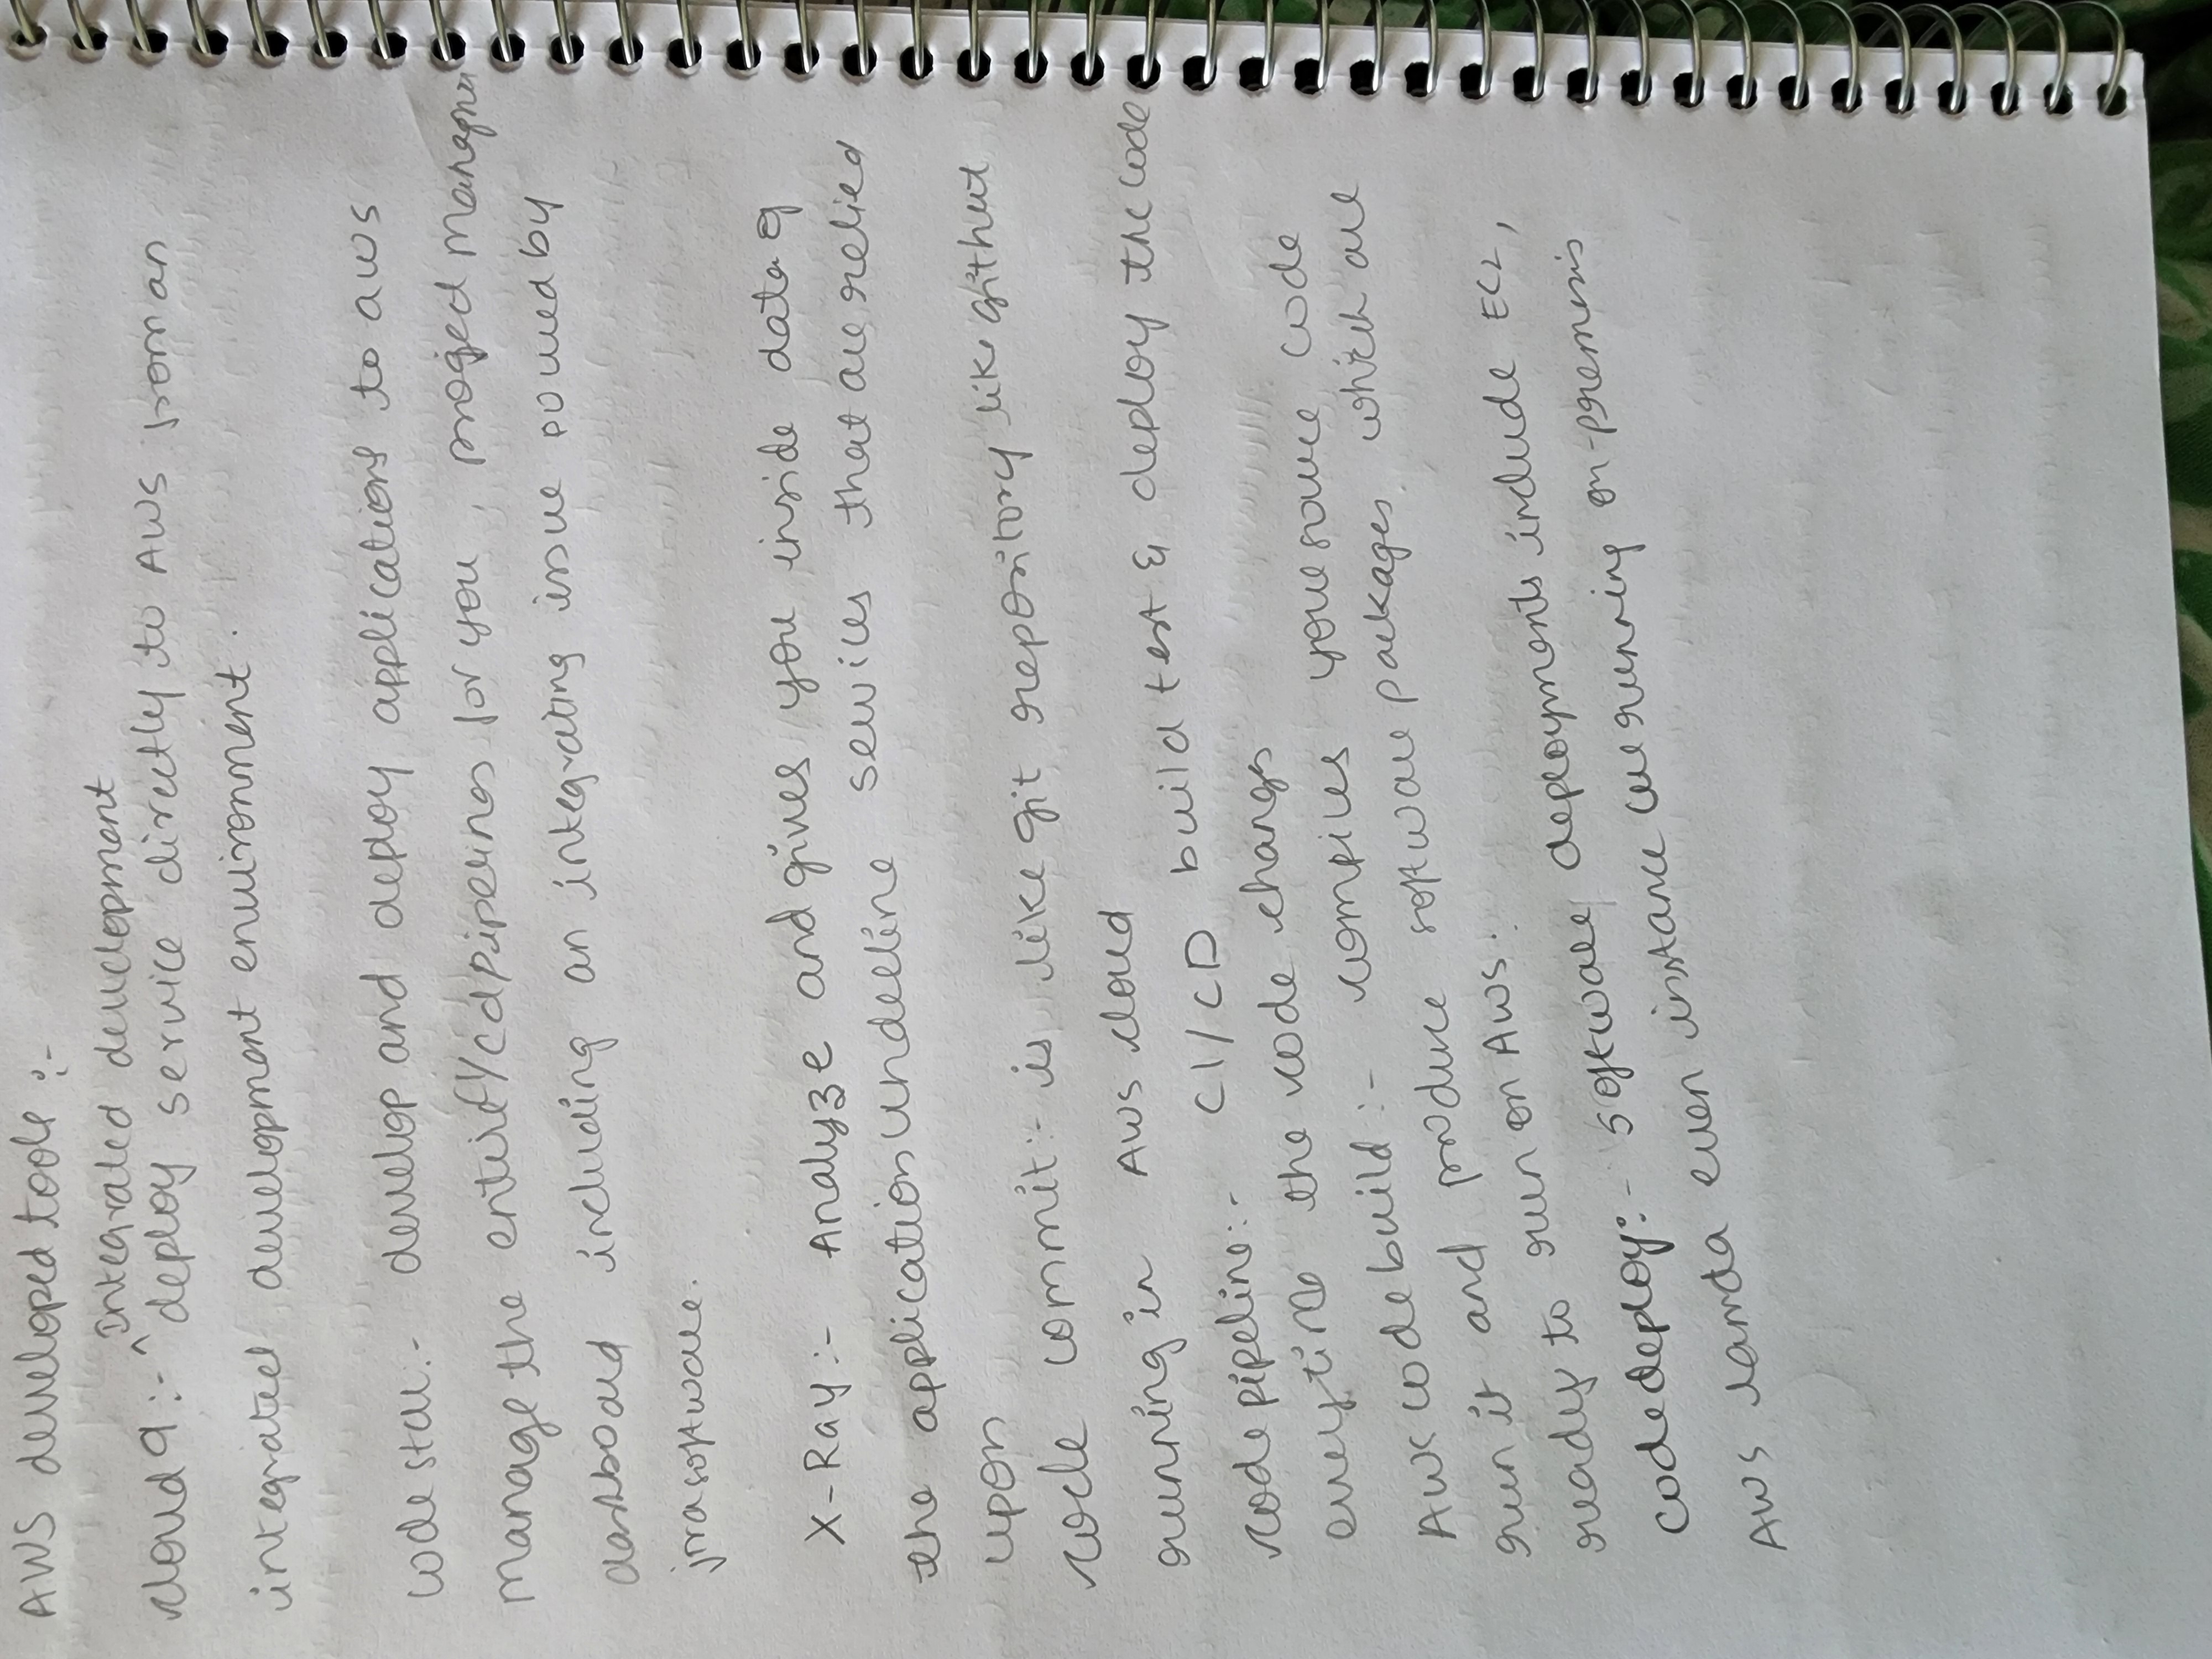 AWS developed tools :-
Integrated development
cloud 9 :- ^ deploy service directly to AWS from an
integrated development environment.
code star :- develop and deploy applications to aws
manage the entire CI/cd pipelines for you, proged
dashboard including an integrating issue powed by
jira software.
X-Ray :- Analyze and gives you inside data of
the application underline services that are relied
upon
code commit :- is like git repository like github
running in AWS cloud
code pipeline :- CI/CD build test & deploy the code
everytime the code changes
AWS code build :- compiles your source code
run it and produce software packages which are
ready to run on AWS.
code deploy :- software deployments include EC2,
AWS lamda even instance are running on-premesis